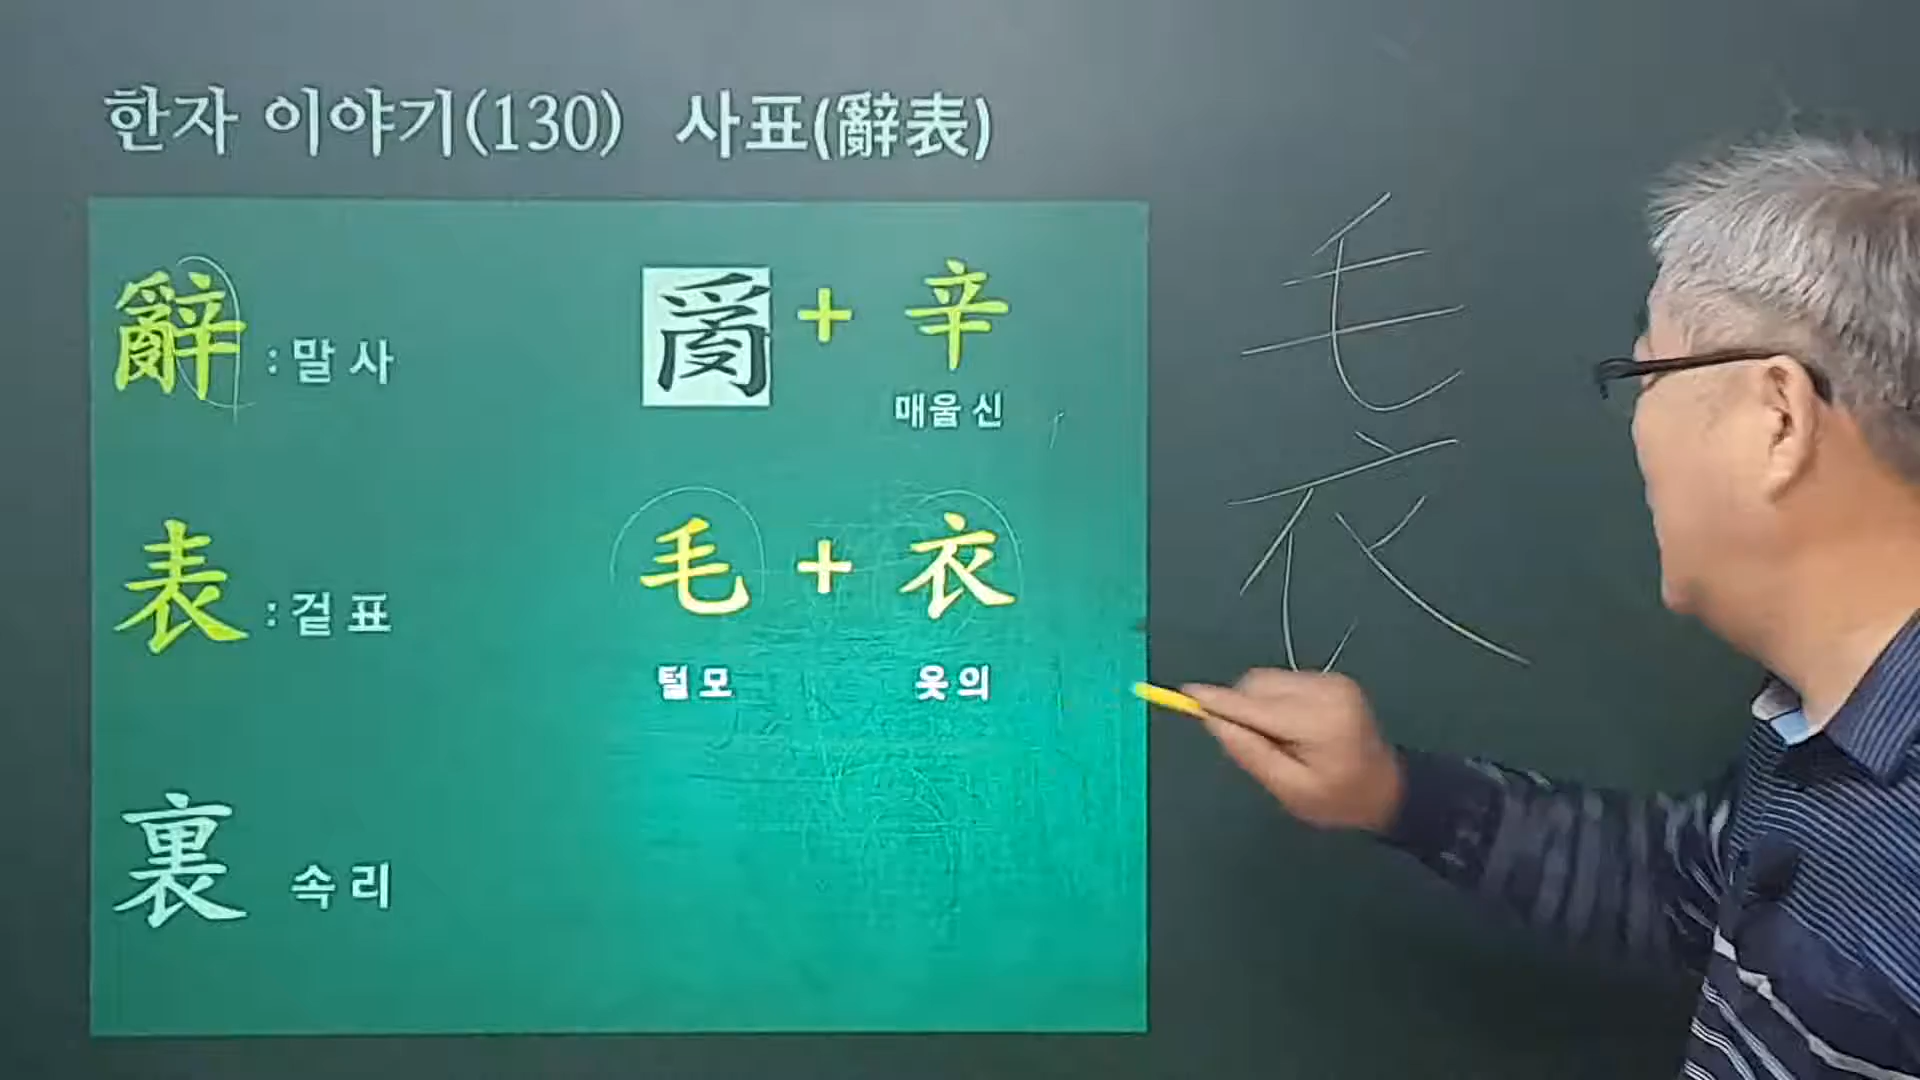 한자 이야기(130) 사표(辭表)
辭 : 말 사 𤔔 + 辛
매울 신
表 : 겉 표 毛 + 衣
털 모 옷 의
裏 속 리
毛
衣